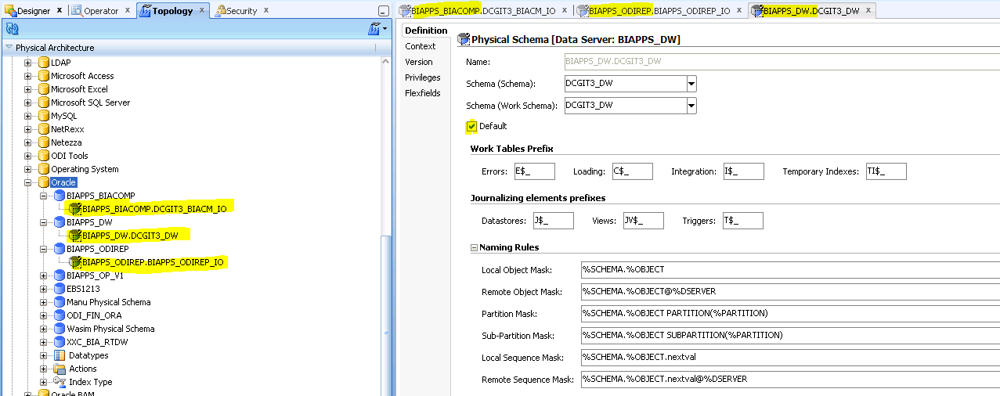 Designer Operator Topology Security
Physical Architecture
LDAP
Microsoft Access
Microsoft Excel
Microsoft SQL Server
MySQL
NetRexx
Netezza
ODI Tools
Operating System
Oracle
BIAPPS_BIACOMP
BIAPPS_BIACOMP.DCGIT3_BIACM_IO
BIAPPS_DW
BIAPPS_DW.DCGIT3_DW
BIAPPS_ODIREP
BIAPPS_ODIREP.BIAPPS_ODIREP_IO
BIAPPS_OP_V1
EBS1213
Manu Physical Schema
ODI_FIN_ORA
Wasim Physical Schema
XXC_BIA_RTDW
Datatypes
Actions
Index Type
Oracle BAM
BIAPPS_BIACOMP.DCGIT3_BIACM_IO BIAPPS_ODIREP.BIAPPS_ODIREP_IO BIAPPS_DW.DCGIT3_DW
Definition
Context
Version
Privileges
Flexfields
Physical Schema [Data Server: BIAPPS_DW]
Name: BIAPPS_DW.DCGIT3_DW
Schema (Schema): DCGIT3_DW
Schema (Work Schema): DCGIT3_DW
Default
Work Tables Prefix
Errors: E$_ Loading: C$_ Integration: I$_ Temporary Indexes: TI$_
Journalizing elements prefixes
Datastores: J$_ Views: JV$_ Triggers: T$_
Naming Rules
Local Object Mask: %SCHEMA.%OBJECT
Remote Object Mask: %SCHEMA.%OBJECT@%DSERVER
Partition Mask: %SCHEMA.%OBJECT PARTITION(%PARTITION)
Sub-Partition Mask: %SCHEMA.%OBJECT SUBPARTITION(%PARTITION)
Local Sequence Mask: %SCHEMA.%OBJECT.nextval
Remote Sequence Mask: %SCHEMA.%OBJECT.nextval@%DSERVER